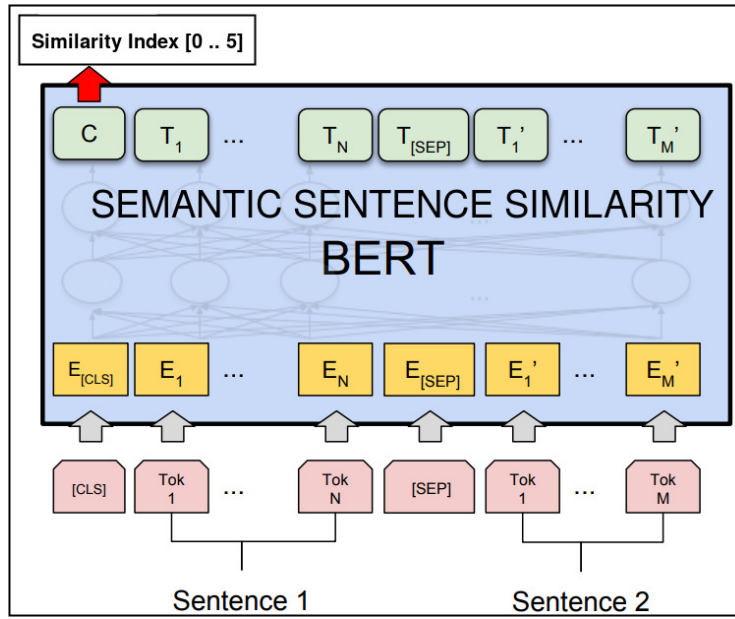 Similarity Index [0 .. 5]
C T1 ... TN T[SEP] T1’ ... TM’
SEMANTIC SENTENCE SIMILARITY
...
BERT
...
E[CLS] E1 ... EN E[SEP] E1’ ... EM’
[CLS] Tok 1 ... Tok N [SEP] Tok 1 ... Tok M
Sentence 1 Sentence 2